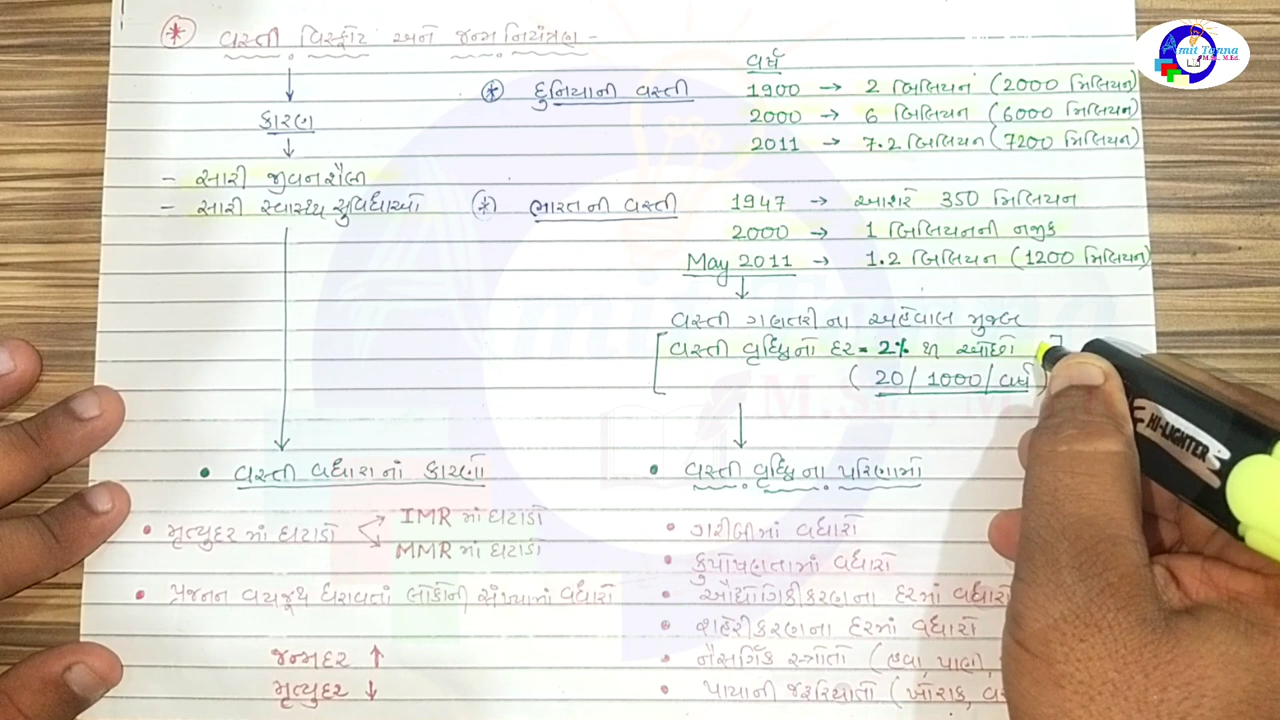 * વસ્તી વિસ્ફોટ અને જન્મ નિયંત્રણ -
કારણ
- સારી જીવનશૈલી
- સારી સ્વાસ્થ્ય સુવિધાઓ
વર્ષ
* દુનિયાની વસ્તી 1900 → 2 બિલિયન (2000 મિલિયન)
2000 → 6 બિલિયન (6000 મિલિયન)
2011 → 7.2 બિલિયન (7200 મિલિયન)
* ભારતની વસ્તી 1947 → આશરે 350 મિલિયન
2000 → 1 બિલિયનની નજીક
May 2011 → 1.2 બિલિયન (1200 મિલિયન)
વસ્તી ગણતરીના અહેવાલ મુજબ
[વસ્તી વૃદ્ધિનો દર = 2% થી ઓછો]
(20/1000/વર્ષ)
• વસ્તી વધારાનાં કારણો
• મૃત્યુદરમાં ઘટાડો
IMR માં ઘટાડો
MMR માં ઘટાડો
• પ્રજનન વયજૂથ ધરાવતાં લોકોની સંખ્યામાં વધારો
જન્મદર ↑
મૃત્યુદર ↓
• વસ્તી વૃદ્ધિના પરિણામો
• ગરીબીમાં વધારો
• કુપોષણતામાં વધારો
• ઔદ્યોગિકીકરણના દરમાં વધારો
• શહેરીકરણના દરમાં વધારો
• નૈસર્ગિક સ્ત્રોતો (હવા, પાણી,
• પાયાની જરૂરિયાતો (ખોરાક,
Amit Tanna
M.Sc., M.Ed.